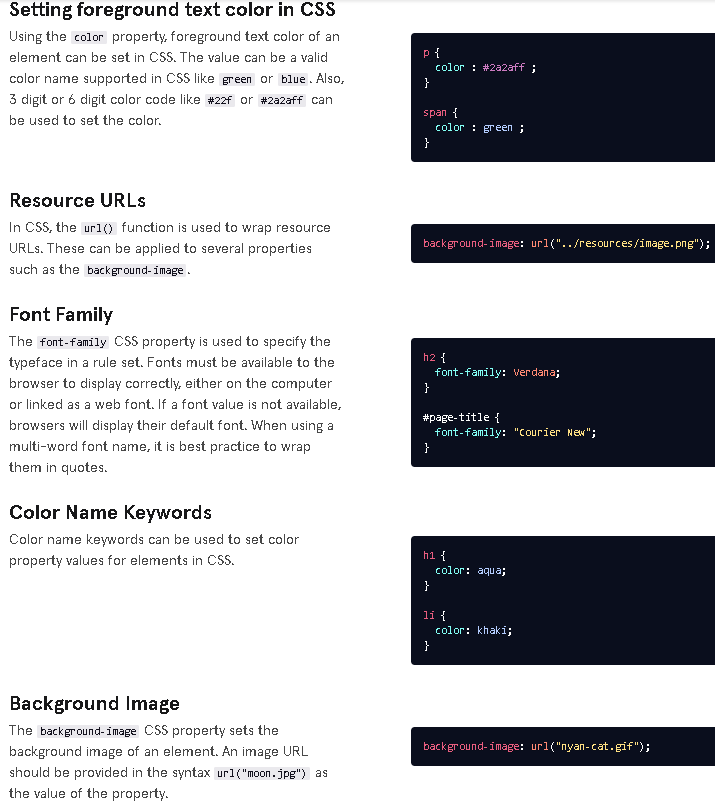 Setting foreground text color in CSS
Using the color property, foreground text color of an
element can be set in CSS. The value can be a valid
color name supported in CSS like green or blue. Also,
3 digit or 6 digit color code like #22f or #2a2aff can
be used to set the color.
p {
color : #2a2aff ;
}
span {
color : green ;
}
Resource URLs
In CSS, the url() function is used to wrap resource
URLs. These can be applied to several properties
such as the background-image.
background-image: url("../resources/image.png");
Font Family
The font-family CSS property is used to specify the
typeface in a rule set. Fonts must be available to the
browser to display correctly, either on the computer
or linked as a web font. If a font value is not available,
browsers will display their default font. When using a
multi-word font name, it is best practice to wrap
them in quotes.
h2 {
font-family: Verdana;
}
#page-title {
font-family: "Courier New";
}
Color Name Keywords
Color name keywords can be used to set color
property values for elements in CSS.
h1 {
color: aqua;
}
li {
color: khaki;
}
Background Image
The background-image CSS property sets the
background image of an element. An image URL
should be provided in the syntax url("moon.jpg") as
the value of the property.
background-image: url("nyan-cat.gif");